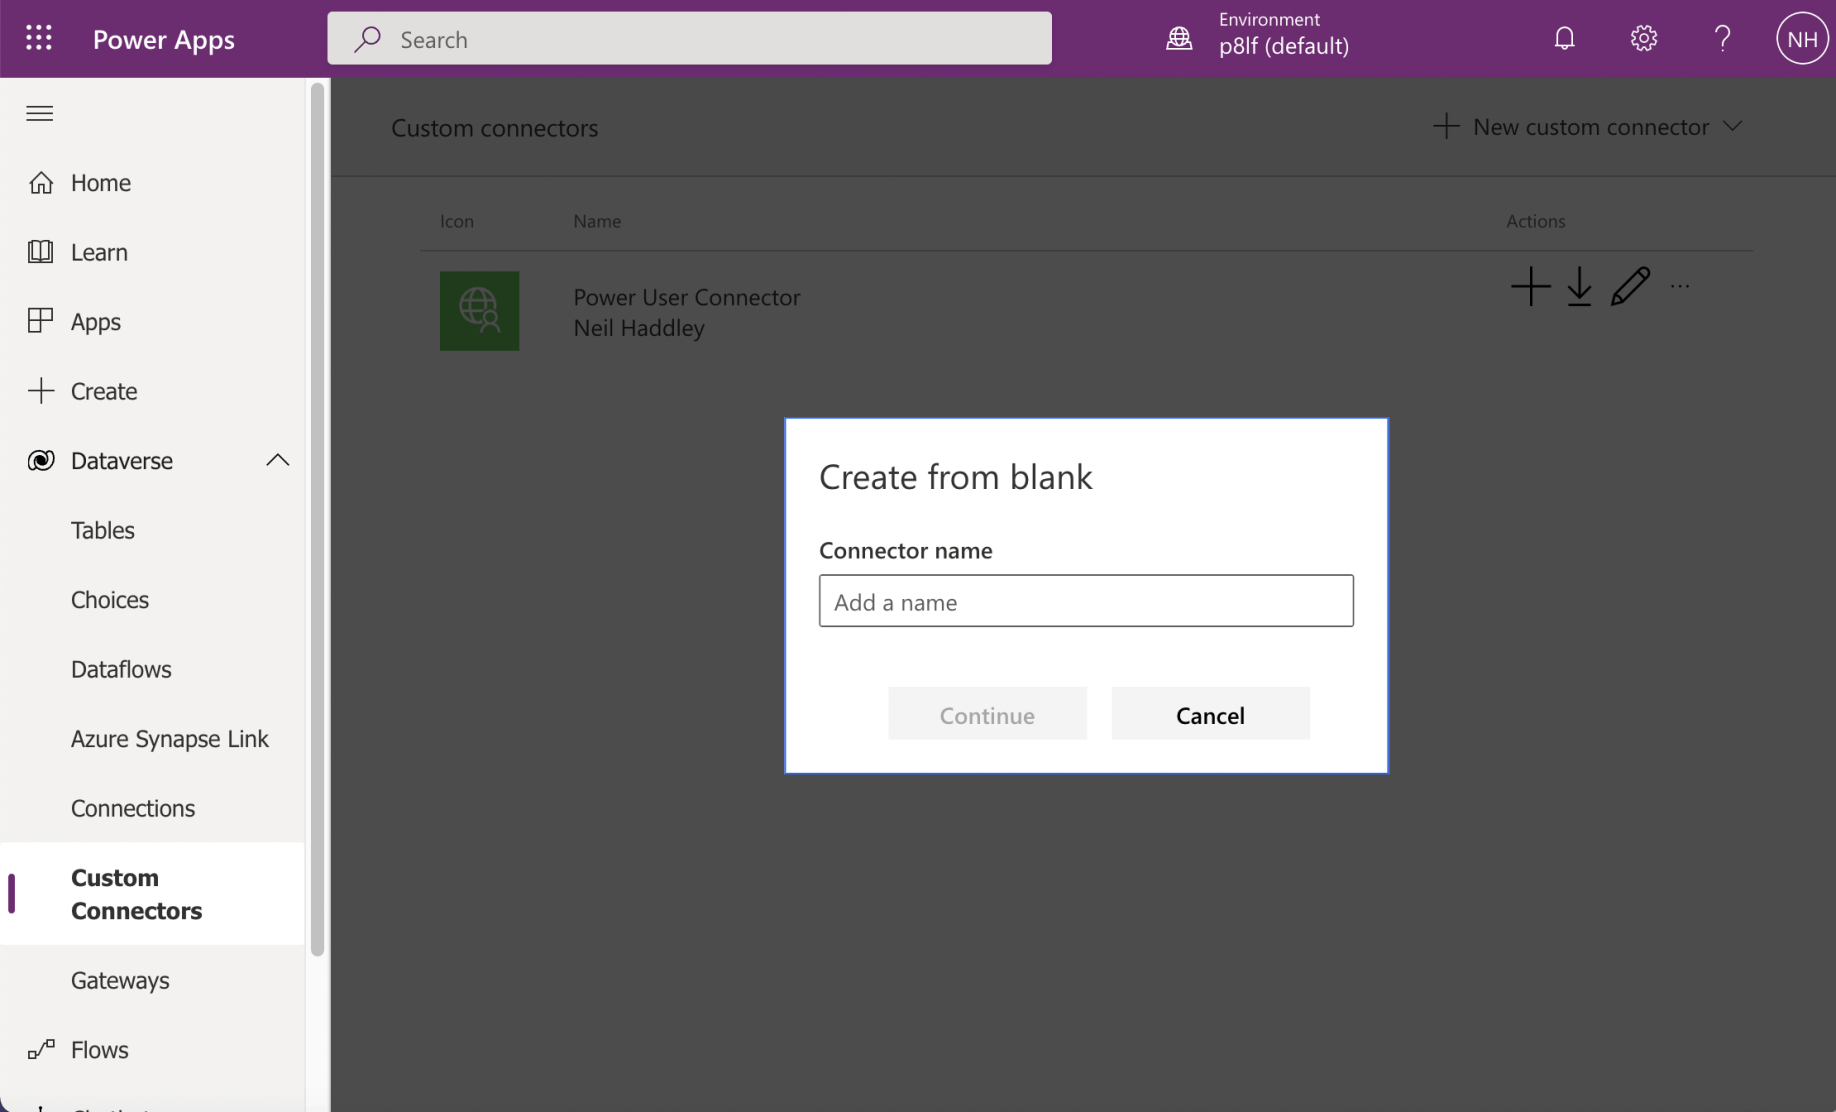 Power Apps
Search
Environment
p8lf (default)
NH
Home
Learn
Apps
Create
Dataverse
Tables
Choices
Dataflows
Azure Synapse Link
Connections
Custom
Connectors
Gateways
Flows
Custom connectors
New custom connector
Icon
Name
Actions
Power User Connector
Neil Haddley
Create from blank
Connector name
Add a name
Continue
Cancel